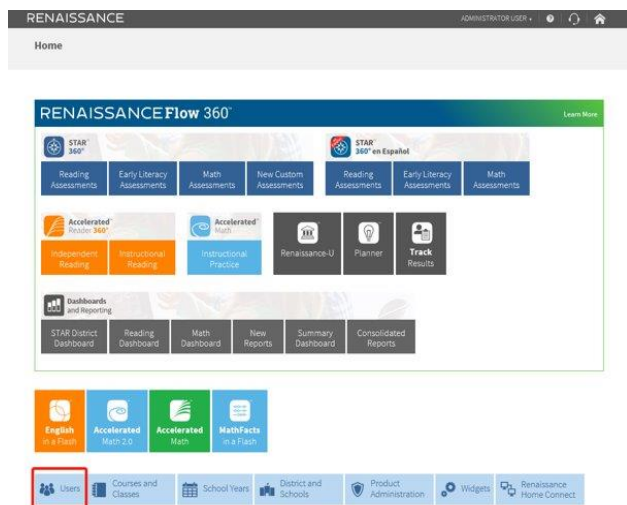 RENAISSANCE
ADMINISTRATOR USER
Home
RENAISSANCE Flow 360™
Learn More
STAR™
360°
STAR™
360° en Español
Reading
Assessments
Early Literacy
Assessments
Math
Assessments
New Custom
Assessments
Reading
Assessments
Early Literacy
Assessments
Math
Assessments
Accelerated
Reader 360°
Accelerated
Math
Independent
Reading
Instructional
Reading
Instructional
Practice
Renaissance-U
Planner
Track
Results
Dashboards
and Reporting
STAR District
Dashboard
Reading
Dashboard
Math
Dashboard
New
Reports
Summary
Dashboard
Consolidated
Reports
English
in a Flash
Accelerated
Math 2.0
Accelerated
Math
MathFacts
in a Flash
Users
Courses and
Classes
School Years
District and
Schools
Product
Administration
Widgets
Renaissance
Home Connect